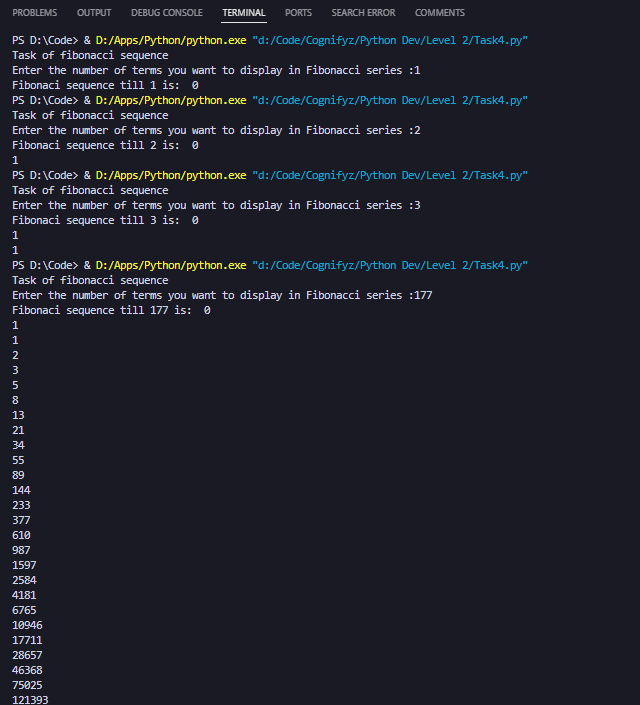 PROBLEMS OUTPUT DEBUG CONSOLE TERMINAL PORTS SEARCH ERROR COMMENTS
PS D:\Code> & D:/Apps/Python/python.exe "d:/Code/Cognifyz/Python Dev/Level 2/Task4.py"
Task of fibonacci sequence
Enter the number of terms you want to display in Fibonacci series :1
Fibonaci sequence till 1 is:  0
PS D:\Code> & D:/Apps/Python/python.exe "d:/Code/Cognifyz/Python Dev/Level 2/Task4.py"
Task of fibonacci sequence
Enter the number of terms you want to display in Fibonacci series :2
Fibonaci sequence till 2 is:  0
1
PS D:\Code> & D:/Apps/Python/python.exe "d:/Code/Cognifyz/Python Dev/Level 2/Task4.py"
Task of fibonacci sequence
Enter the number of terms you want to display in Fibonacci series :3
Fibonaci sequence till 3 is:  0
1
1
PS D:\Code> & D:/Apps/Python/python.exe "d:/Code/Cognifyz/Python Dev/Level 2/Task4.py"
Task of fibonacci sequence
Enter the number of terms you want to display in Fibonacci series :177
Fibonaci sequence till 177 is:  0
1
1
2
3
5
8
13
21
34
55
89
144
233
377
610
987
1597
2584
4181
6765
10946
17711
28657
46368
75025
121393